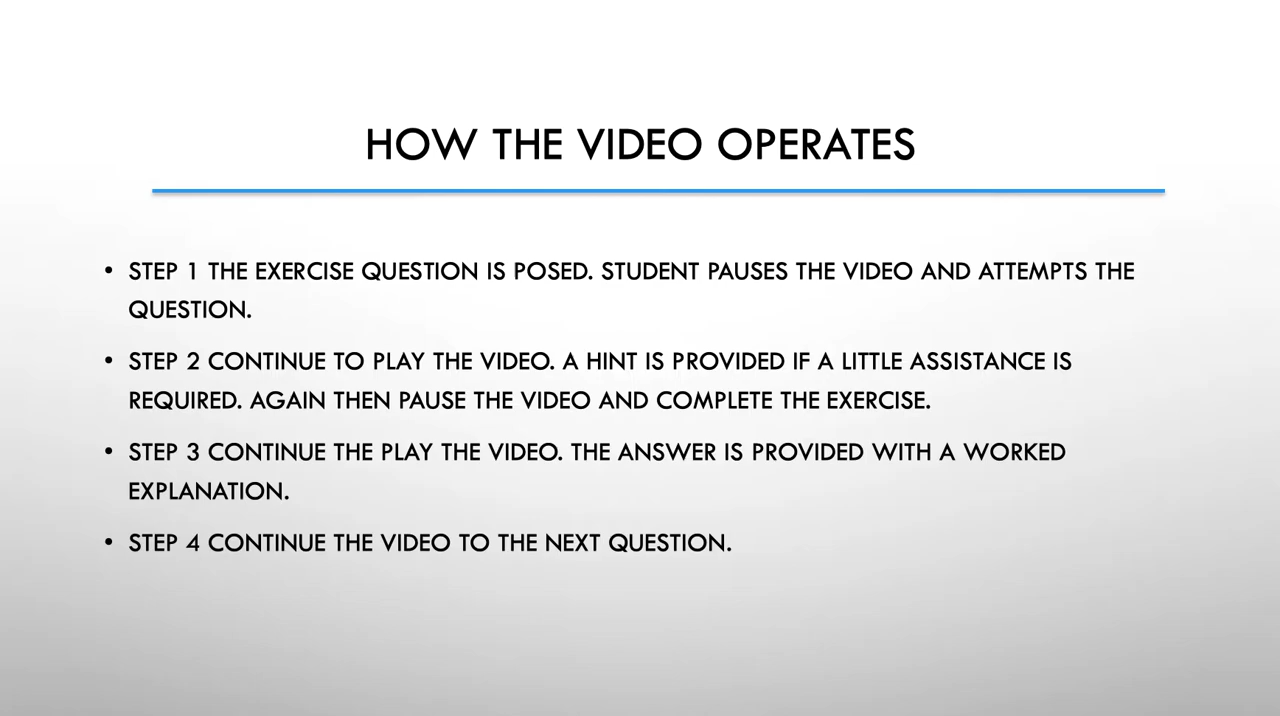 HOW THE VIDEO OPERATES
• STEP 1 THE EXERCISE QUESTION IS POSED. STUDENT PAUSES THE VIDEO AND ATTEMPTS THE
QUESTION.
• STEP 2 CONTINUE TO PLAY THE VIDEO. A HINT IS PROVIDED IF A LITTLE ASSISTANCE IS
REQUIRED. AGAIN THEN PAUSE THE VIDEO AND COMPLETE THE EXERCISE.
• STEP 3 CONTINUE THE PLAY THE VIDEO. THE ANSWER IS PROVIDED WITH A WORKED
EXPLANATION.
• STEP 4 CONTINUE THE VIDEO TO THE NEXT QUESTION.